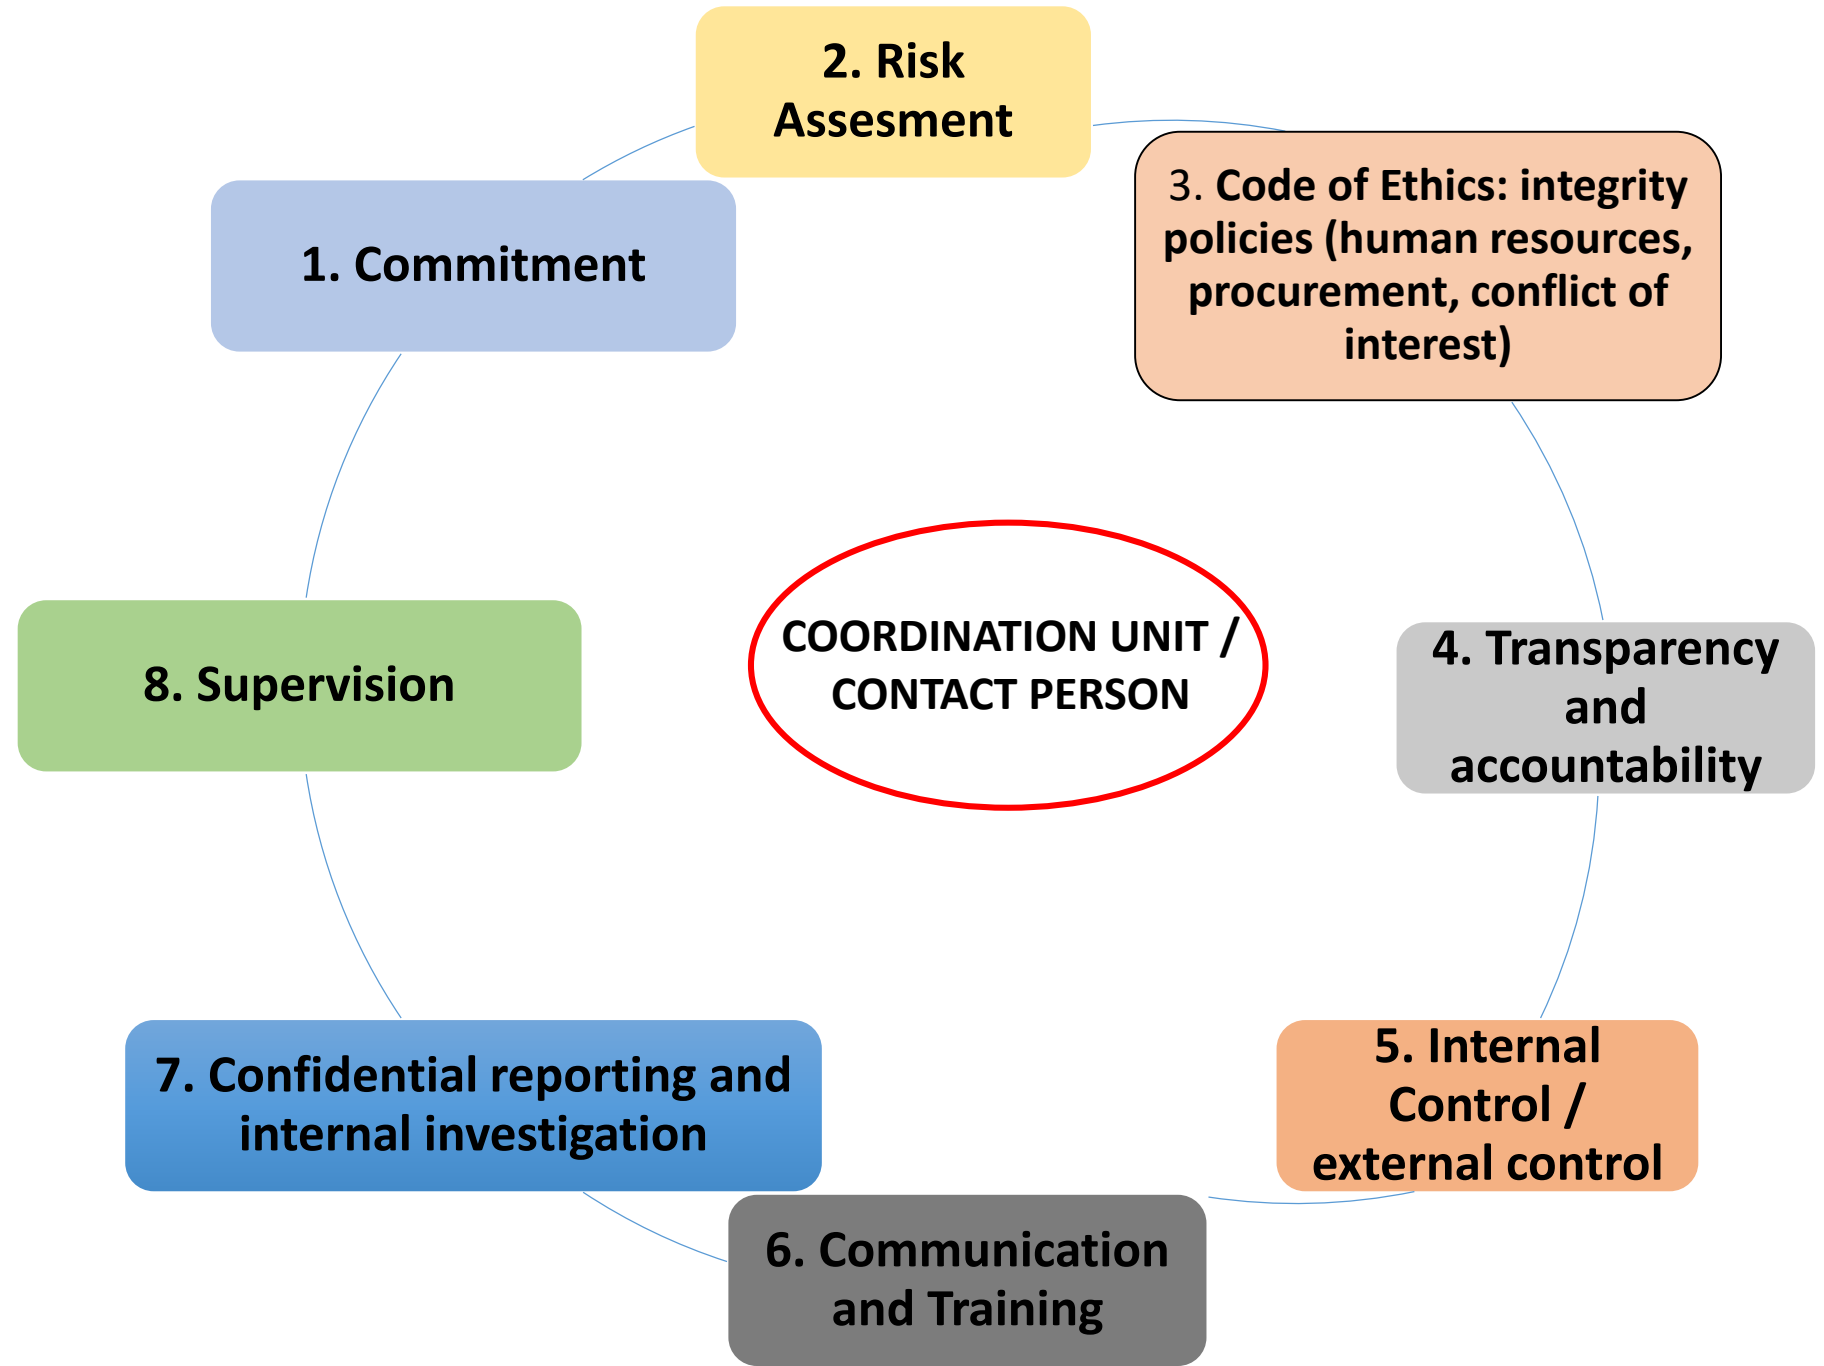 2. Risk
Assesment
1. Commitment
3. Code of Ethics: integrity
policies (human resources,
procurement, conflict of
interest)
COORDINATION UNIT /
CONTACT PERSON
8. Supervision
4. Transparency
and
accountability
7. Confidential reporting and
internal investigation
5. Internal
Control /
external control
6. Communication
and Training